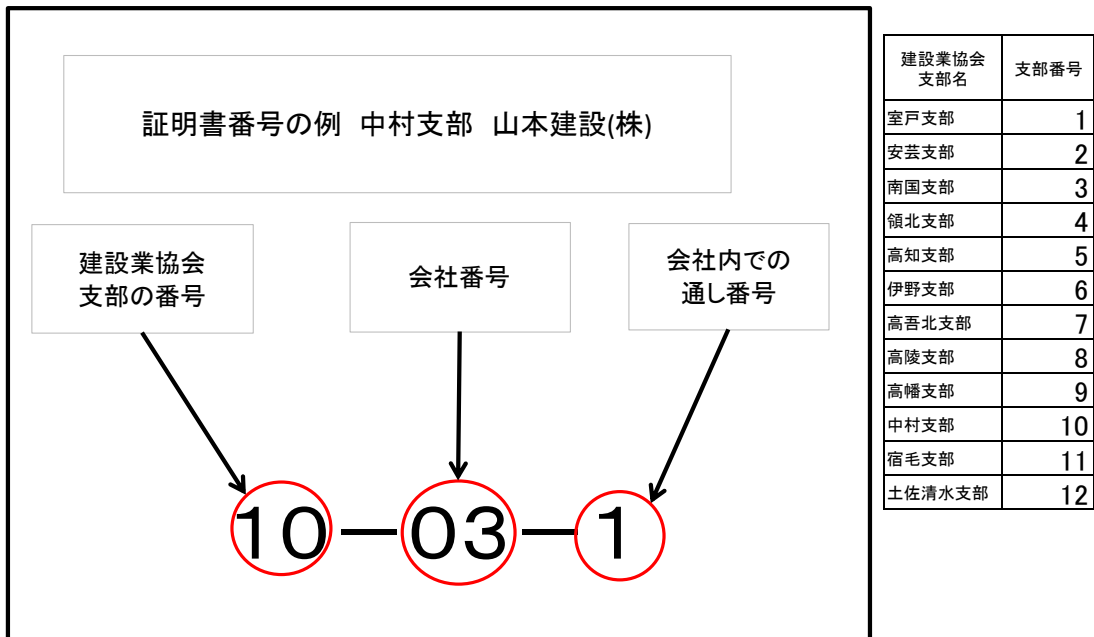 証明書番号の例 中村支部 山本建設(株)
建設業協会
支部の番号
会社番号
会社内での
通し番号
10-03-1
建設業協会
支部名 支部番号
室戸支部 1
安芸支部 2
南国支部 3
領北支部 4
高知支部 5
伊野支部 6
高吾北支部 7
高陵支部 8
高幡支部 9
中村支部 10
宿毛支部 11
土佐清水支部 12